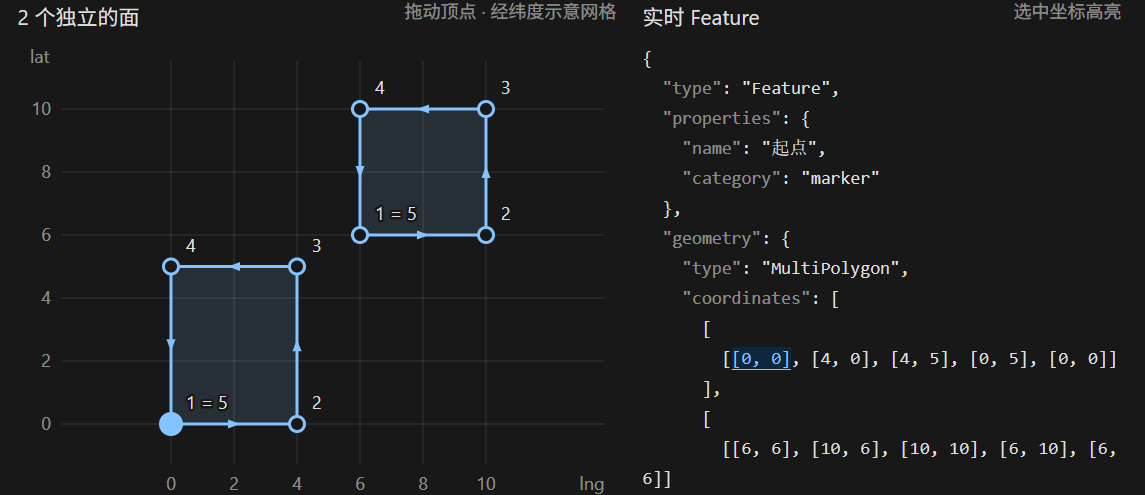 2 个独立的面
拖动顶点 · 经纬度示意网格
lat
10
8
6
4
2
0
0 2 4 6 8 10 lng
4 3
1 = 5 2
4 3
1 = 5 2
实时 Feature
选中坐标高亮
{
"type": "Feature",
"properties": {
"name": "起点",
"category": "marker"
},
"geometry": {
"type": "MultiPolygon",
"coordinates": [
[
[[0, 0], [4, 0], [4, 5], [0, 5], [0, 0]]
],
[
[[6, 6], [10, 6], [10, 10], [6, 10], [6,
6]]